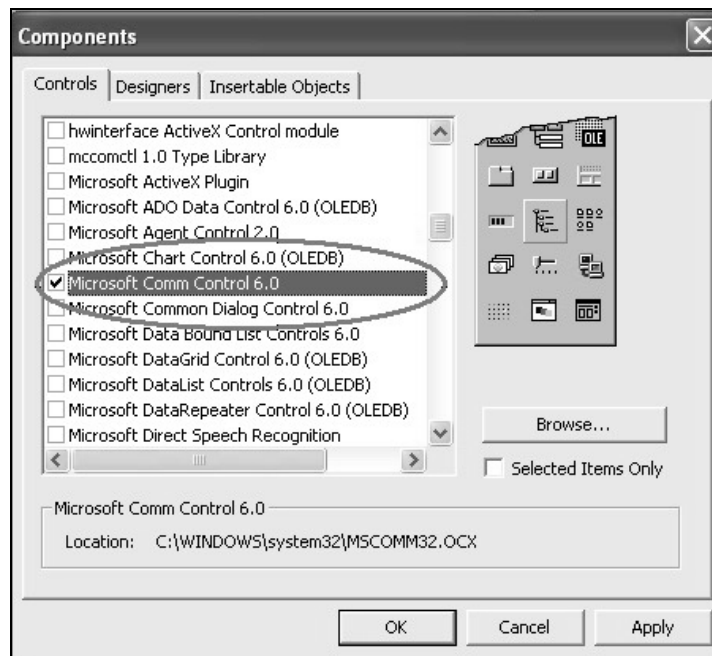 Components
Controls Designers Insertable Objects
hwinterface ActiveX Control module
mccomctl 1.0 Type Library
Microsoft ActiveX Plugin
Microsoft ADO Data Control 6.0 (OLEDB)
Microsoft Agent Control 2.0
Microsoft Chart Control 6.0 (OLEDB)
Microsoft Comm Control 6.0
Microsoft Common Dialog Control 6.0
Microsoft Data Bound List Controls 6.0
Microsoft DataGrid Control 6.0 (OLEDB)
Microsoft DataList Controls 6.0 (OLEDB)
Microsoft DataRepeater Control 6.0 (OLEDB)
Microsoft Direct Speech Recognition
OLE
Browse...
Selected Items Only
Microsoft Comm Control 6.0
Location: C:\WINDOWS\system32\MSCOMM32.OCX
OK Cancel Apply